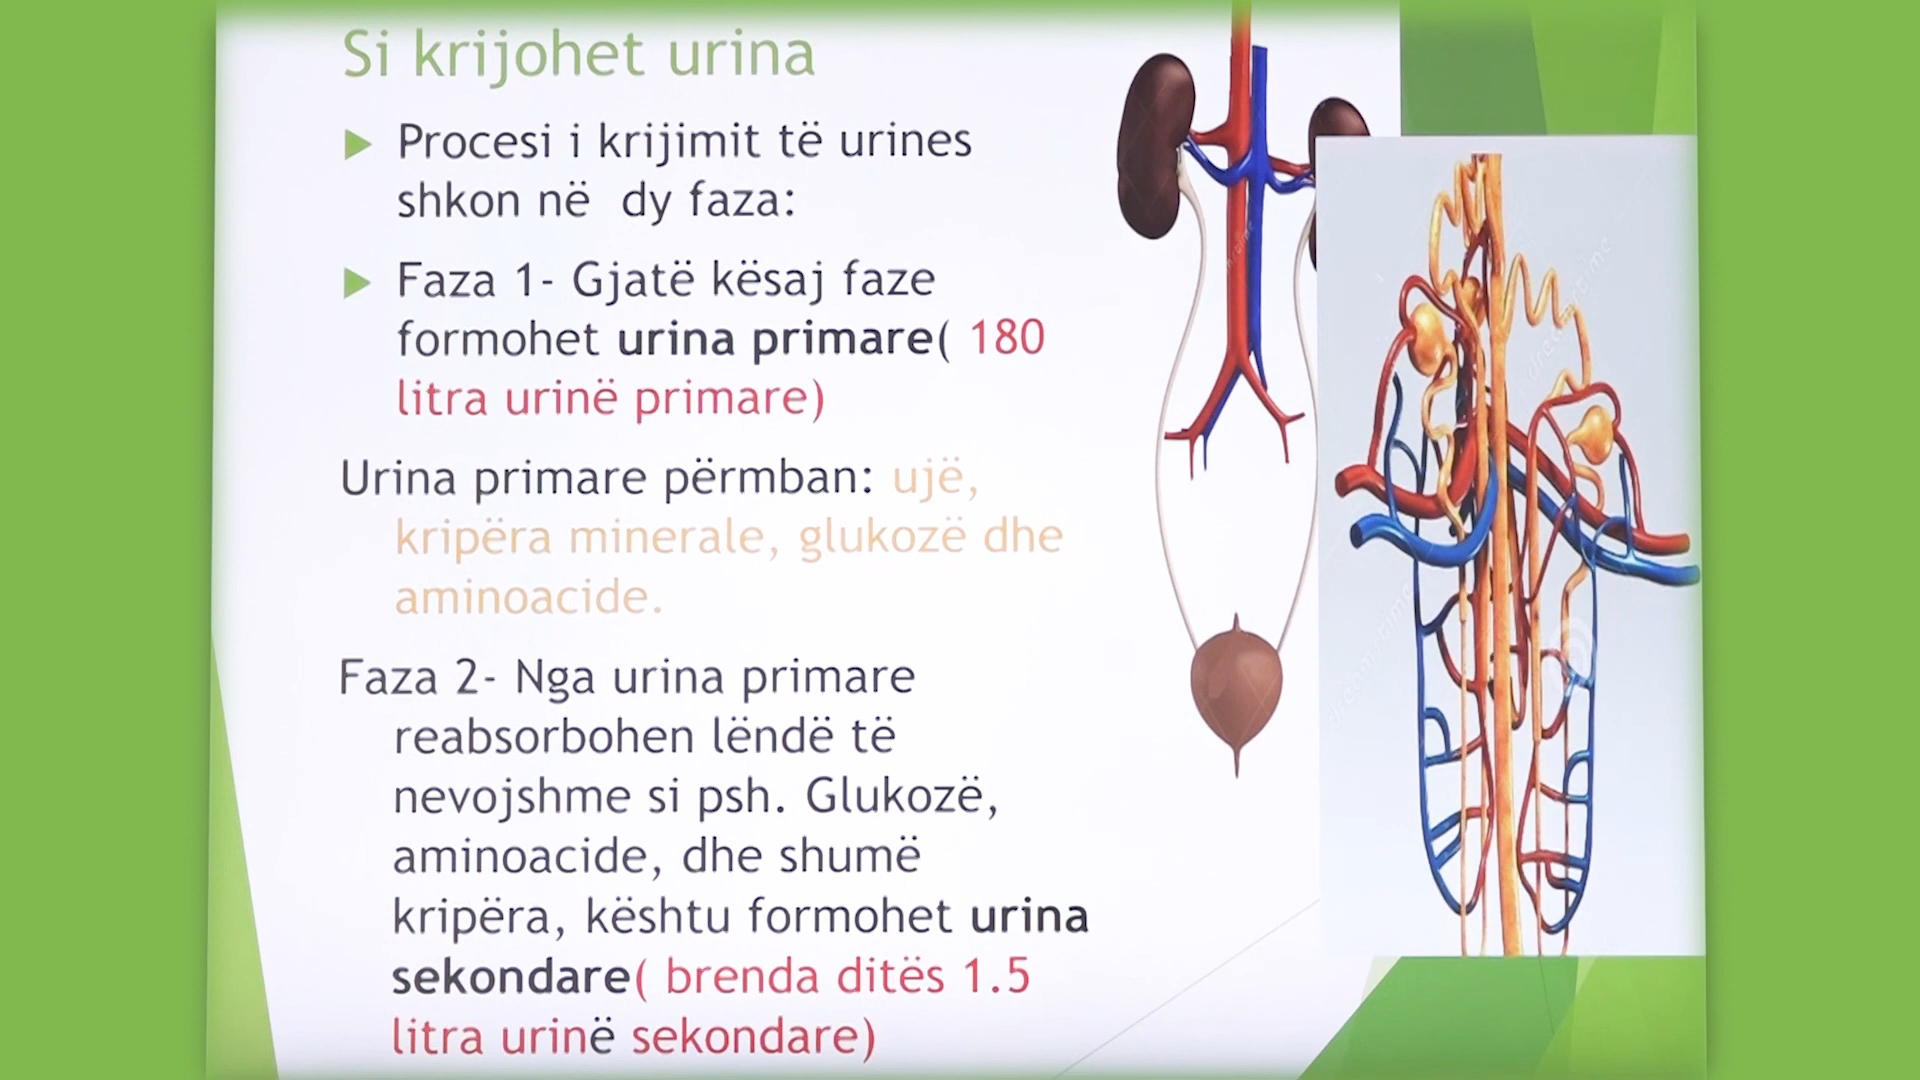 Si krijohet urina
Procesi i krijimit të urines
shkon në dy faza:
Faza 1- Gjatë kësaj faze
formohet urina primare( 180
litra urinë primare)
Urina primare përmban: ujë,
kripëra minerale, glukozë dhe
aminoacide.
Faza 2- Nga urina primare
reabsorbohen lëndë të
nevojshme si psh. Glukozë,
aminoacide, dhe shumë
kripëra, kështu formohet urina
sekondare( brenda ditës 1.5
litra urinë sekondare)